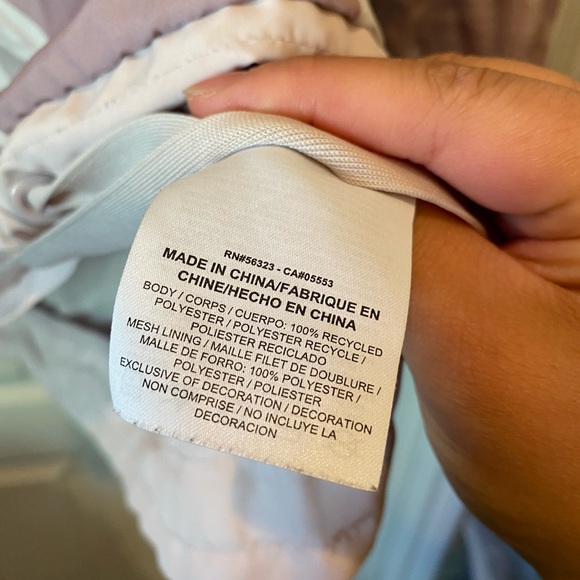 RN#56323 - CA#05553
MADE IN CHINA/FABRIQUE EN
CHINE/HECHO EN CHINA
BODY / CORPS / CUERPO: 100% RECYCLED
POLYESTER / POLYESTER RECYCLE /
POLIESTER RECICLADO
MESH LINING / MAILLE FILET DE DOUBLURE /
MALLE DE FORRO: 100% POLYESTER /
POLYESTER / POLIESTER
EXCLUSIVE OF DECORATION / DECORATION
NON COMPRISE / NO INCLUYE LA
DECORACION